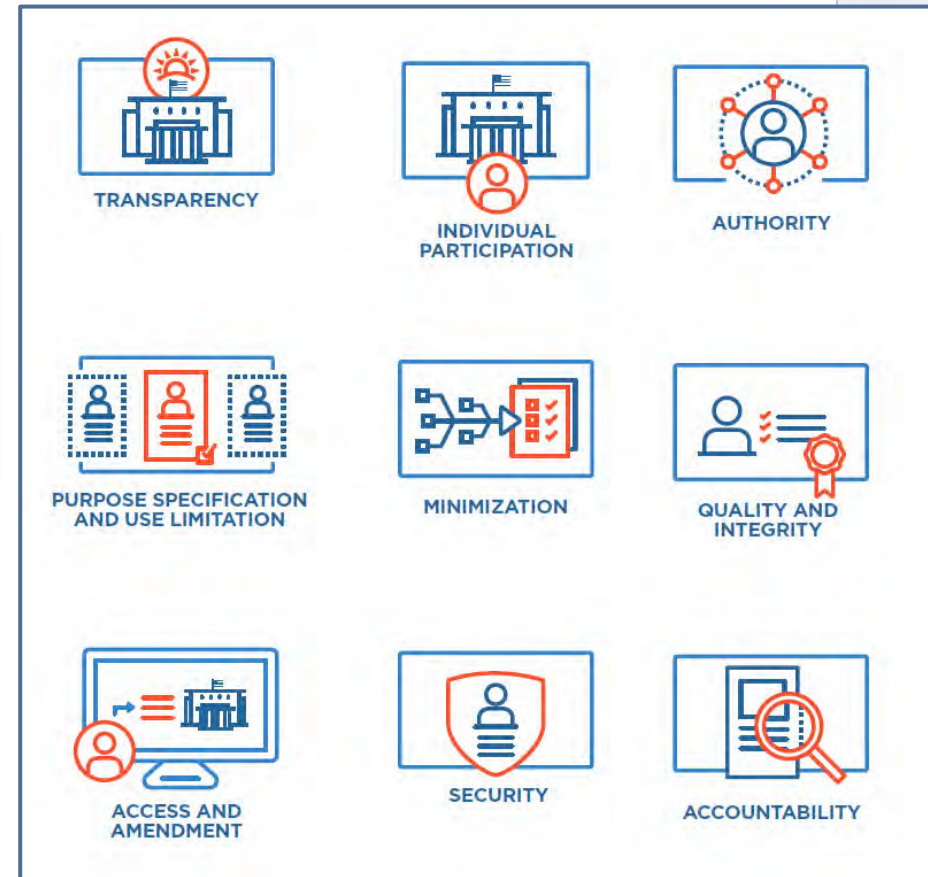 TRANSPARENCY
INDIVIDUAL
PARTICIPATION
AUTHORITY
PURPOSE SPECIFICATION
AND USE LIMITATION
MINIMIZATION
QUALITY AND
INTEGRITY
ACCESS AND
AMENDMENT
SECURITY
ACCOUNTABILITY